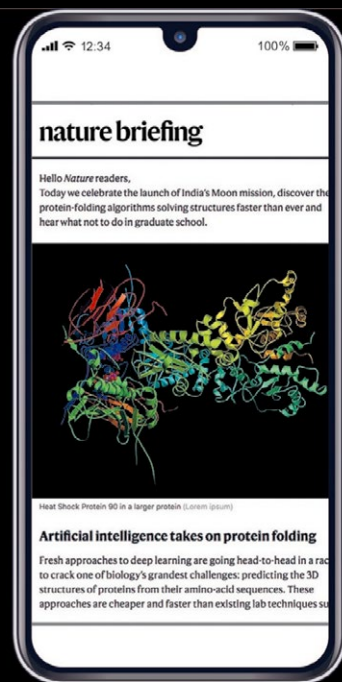 12:34 100%
nature briefing
Hello Nature readers,
Today we celebrate the launch of India's Moon mission, discover the
protein-folding algorithms solving structures faster than ever and
hear what not to do in graduate school.
Heat Shock Protein 90 in a larger protein (Lorem ipsum)
Artificial intelligence takes on protein folding
Fresh approaches to deep learning are going head-to-head in a rac
to crack one of biology's grandest challenges: predicting the 3D
structures of proteins from their amino-acid sequences. These
approaches are cheaper and faster than existing lab techniques su